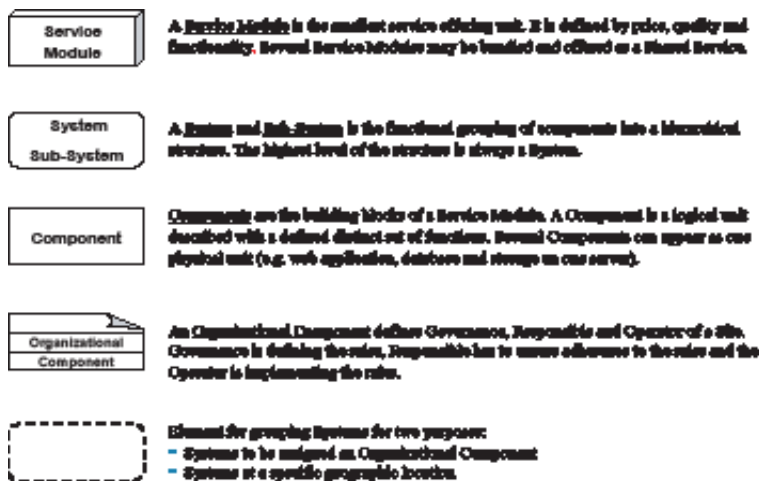 Service
Module
A Service Module is the smallest service offering unit. It is defined by price, quality and
functionality. Several Service Modules may be bundled and offered as a Shared Service.
System
Sub-System
A System and Sub-System is the functional grouping of components into a hierarchical
structure. The highest level of the structure is always a System.
Component
Components are the building blocks of a Service Module. A Component is a logical unit
described with a defined distinct set of functions. Several Components can appear as one
physical unit (e.g. web application, database and storage on one server).
Organizational
Component
An Organizational Component defines Governance, Responsible and Operator of a Site.
Governance is defining the rules, Responsible has to ensure adherence to the rules and the
Operator is implementing the rules.
Element for grouping Systems for two purposes:
- Systems to be assigned an Organizational Component
- Systems at a specific geographic location.